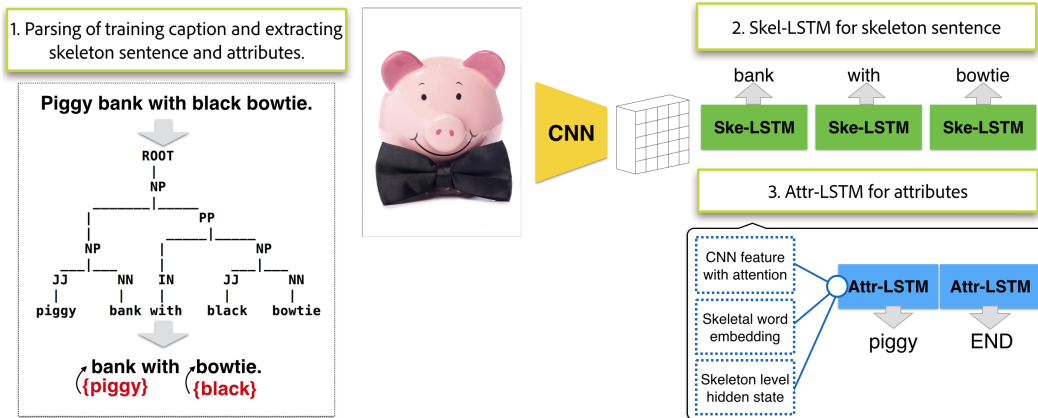 1. Parsing of training caption and extracting
skeleton sentence and attributes.
Piggy bank with black bowtie.
ROOT
NP
PP
NP NP
JJ NN IN JJ NN
piggy bank with black bowtie
bank with bowtie.
{piggy} {black}
CNN
2. Skel-LSTM for skeleton sentence
bank with bowtie
Ske-LSTM Ske-LSTM Ske-LSTM
3. Attr-LSTM for attributes
CNN feature
with attention
Skeletal word
embedding
Skeleton level
hidden state
Attr-LSTM Attr-LSTM
piggy END